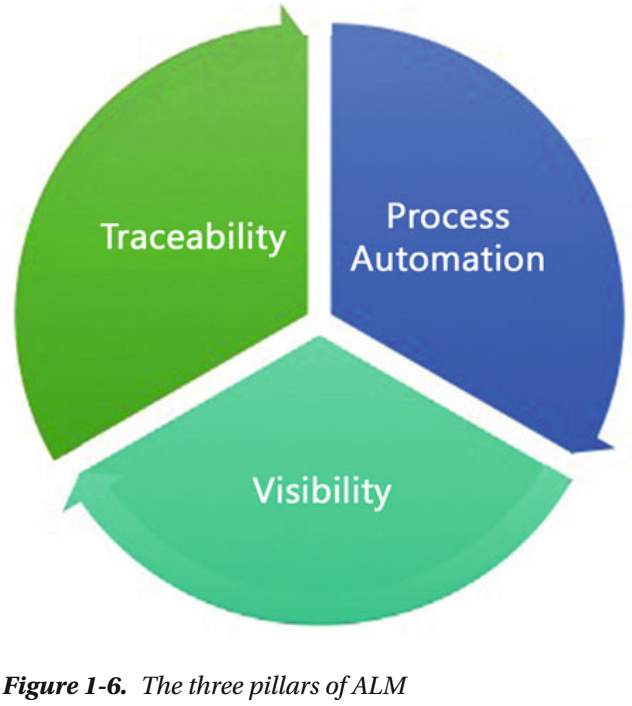 Traceability
Process
Automation
Visibility
Figure 1-6. The three pillars of ALM